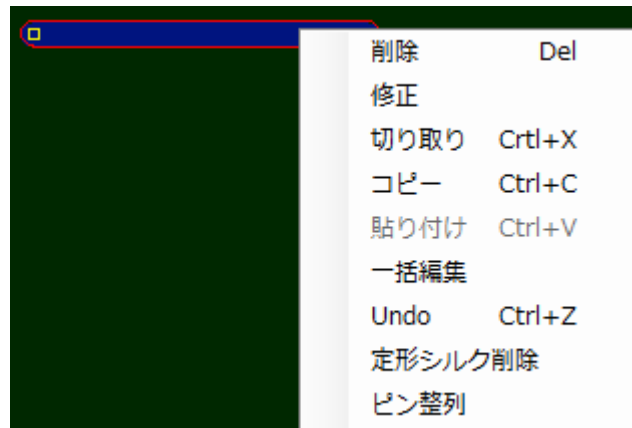 削除 Del
修正
切り取り Crtl+X
コピー Ctrl+C
貼り付け Ctrl+V
一括編集
Undo Ctrl+Z
定形シルク削除
ピン整列